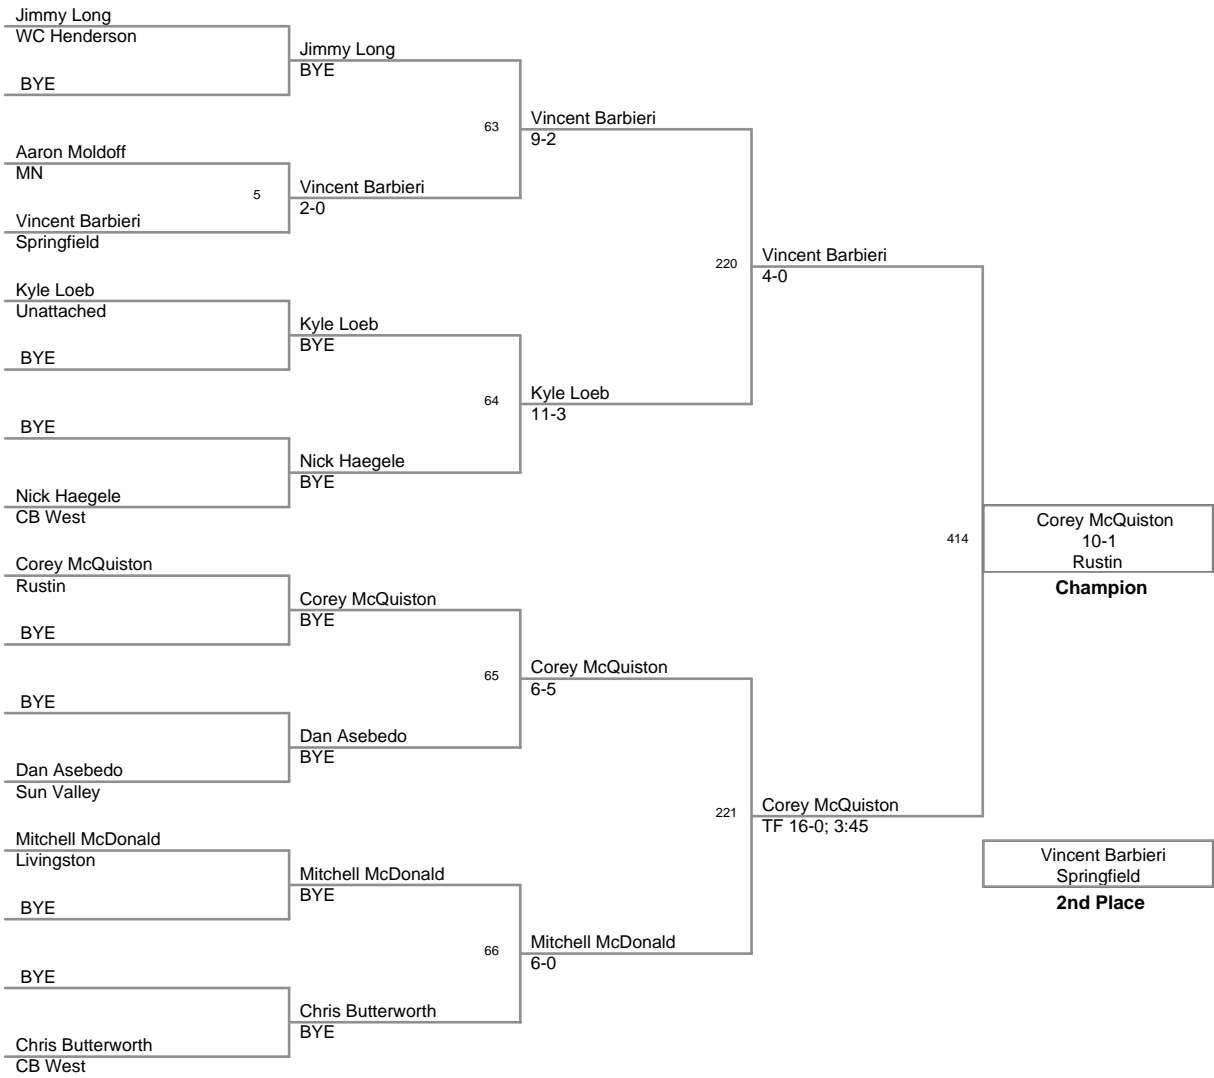 Jimmy Long
WC Henderson
BYE
Aaron Moldoff
MN
Vincent Barbieri
Springfield
Kyle Loeb
Unattached
BYE
BYE
Nick Haegele
CB West
Corey McQuiston
Rustin
BYE
BYE
Dan Asebedo
Sun Valley
Mitchell McDonald
Livingston
BYE
BYE
Chris Butterworth
CB West
Jimmy Long
BYE
5
Vincent Barbieri
2-0
Kyle Loeb
BYE
Nick Haegele
BYE
Corey McQuiston
BYE
Dan Asebedo
BYE
Mitchell McDonald
BYE
Chris Butterworth
BYE
63
Vincent Barbieri
9-2
64
Kyle Loeb
11-3
65
Corey McQuiston
6-5
66
Mitchell McDonald
6-0
220
Vincent Barbieri
4-0
221
Corey McQuiston
TF 16-0; 3:45
414
Corey McQuiston
10-1
Rustin
Champion
Vincent Barbieri
Springfield
2nd Place